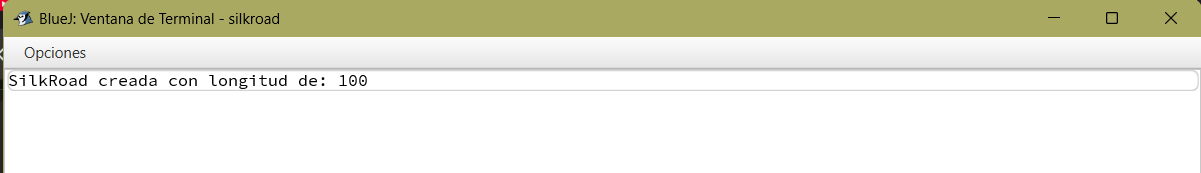 BlueJ: Ventana de Terminal - silkroad
Opciones
SilkRoad creada con longitud de: 100